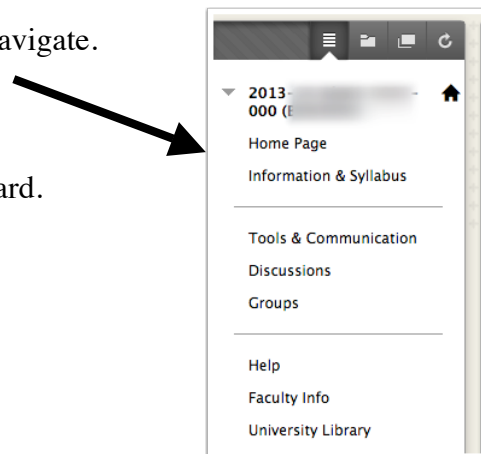 avigate.
ard.
2013-
000 (
Home Page
Information & Syllabus
Tools & Communication
Discussions
Groups
Help
Faculty Info
University Library